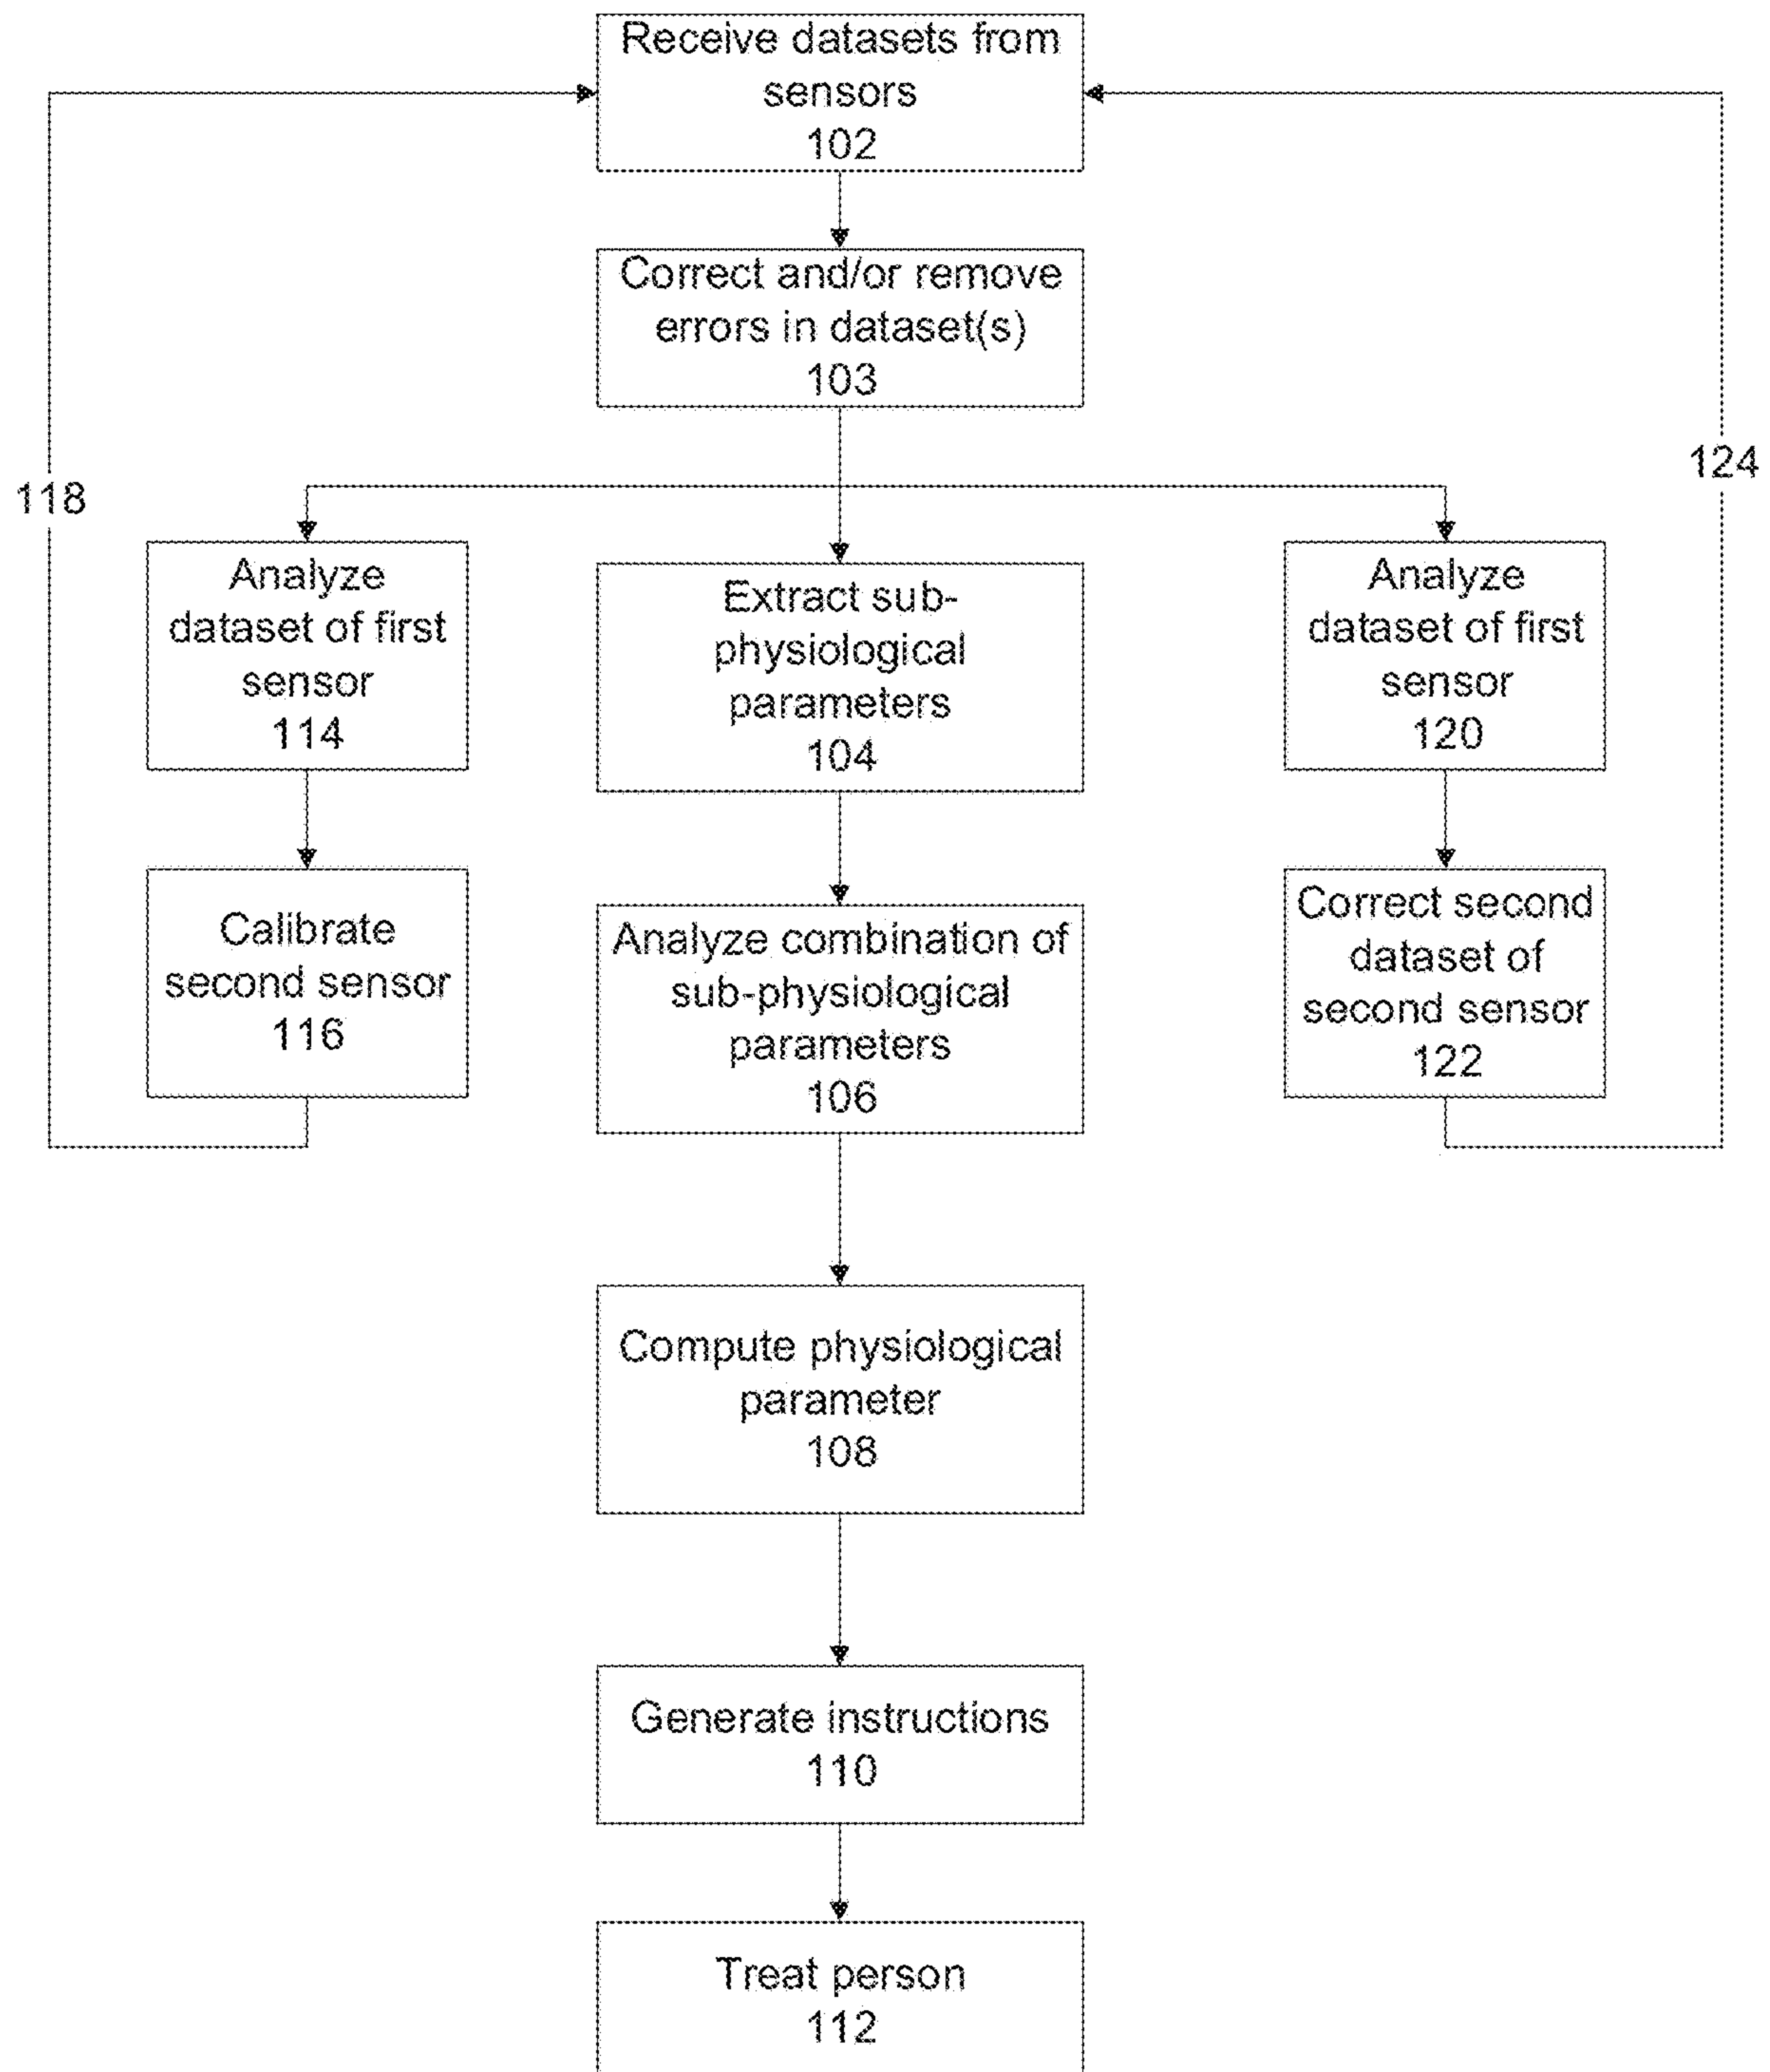 Receive datasets from
sensors
102
Correct and/or remove
errors in dataset(s)
103
118
124
Analyze
dataset of first
sensor
114
Extract sub-
physiological
parameters
104
Analyze
dataset of first
sensor
120
Calibrate
second sensor
116
Analyze combination of
sub-physiological
parameters
106
Correct second
dataset of
second sensor
122
Compute physiological
parameter
108
Generate instructions
110
Treat person
112